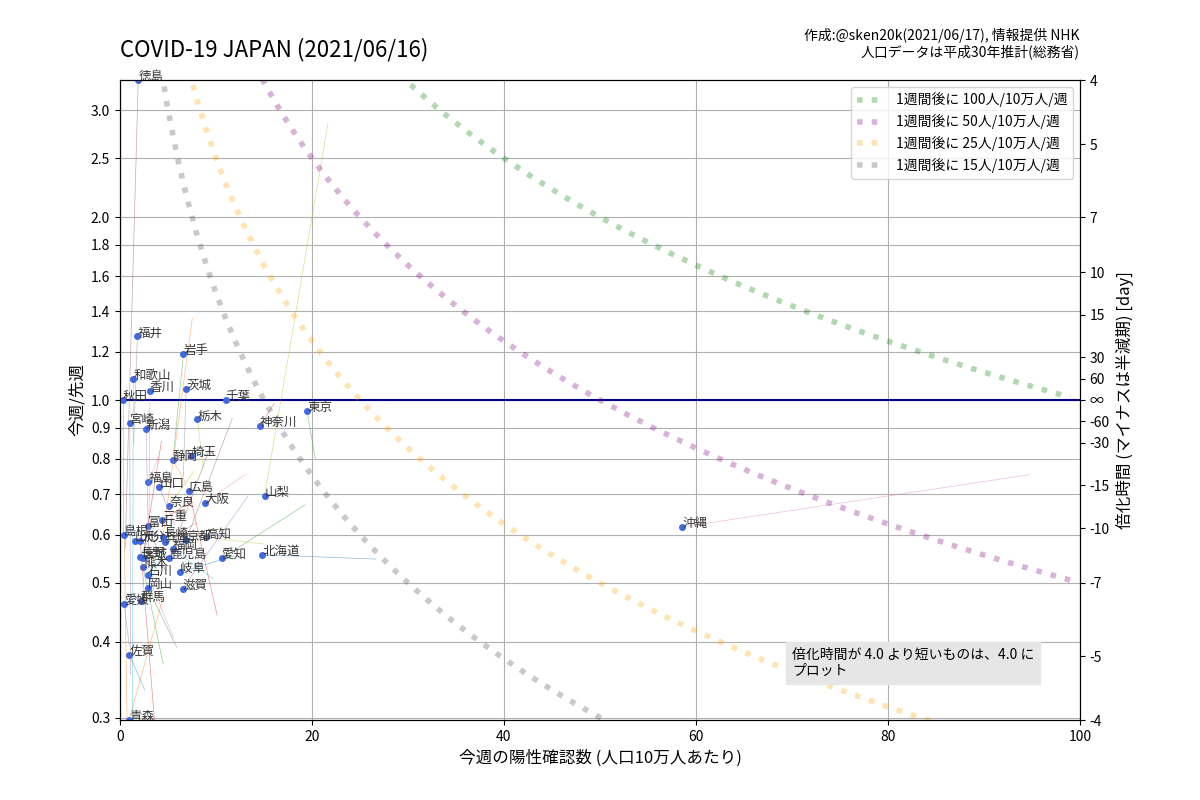 COVID-19 JAPAN (2021/06/16)
作成:@sken20k(2021/06/17), 情報提供 NHK
人口データは平成30年推計(総務省)
1週間後に 100人/10万人/週
1週間後に 50人/10万人/週
1週間後に 25人/10万人/週
1週間後に 15人/10万人/週
今週/先週
3.0
2.5
2.0
1.8
1.6
1.4
1.2
1.0
0.9
0.8
0.7
0.6
0.5
0.4
0.3
徳島
福井
岩手
和歌山
香川
茨城
秋田
千葉
東京
宮崎
新潟
栃木
神奈川
静岡
埼玉
福島
山口
広島
奈良
大阪
山梨
三重
富山
沖縄
島根
長崎
京都
高知
福岡
鹿児島
愛知
北海道
熊本
石川
岐阜
岡山
滋賀
愛媛
群馬
佐賀
青森
倍化時間が 4.0 より短いものは、4.0 に
プロット
4
5
7
10
15
30
60
∞
-60
-30
-15
-10
-7
-5
-4
倍化時間 (マイナスは半減期) [day]
0
20
40
60
80
100
今週の陽性確認数 (人口10万人あたり)